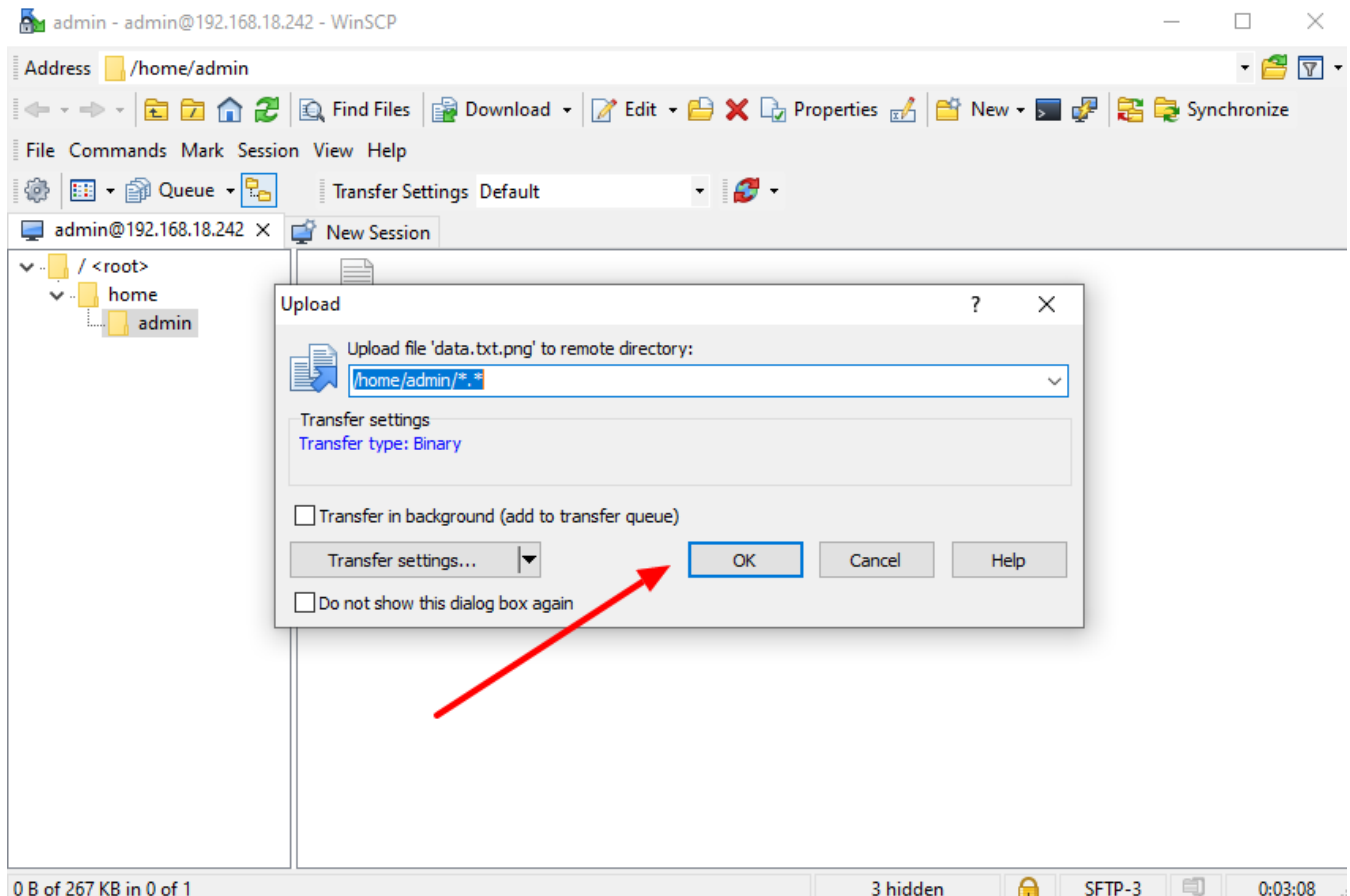 admin - admin@192.168.18.242 - WinSCP
Address /home/admin
Find Files Download Edit Properties New Synchronize
File Commands Mark Session View Help
Queue Transfer Settings Default
admin@192.168.18.242 New Session
/ <root>
home
admin
Upload
Upload file 'data.txt.png' to remote directory:
/home/admin/*.*
Transfer settings
Transfer type: Binary
Transfer in background (add to transfer queue)
Transfer settings... OK Cancel Help
Do not show this dialog box again
0 B of 267 KB in 0 of 1 3 hidden SFTP-3 0:03:08